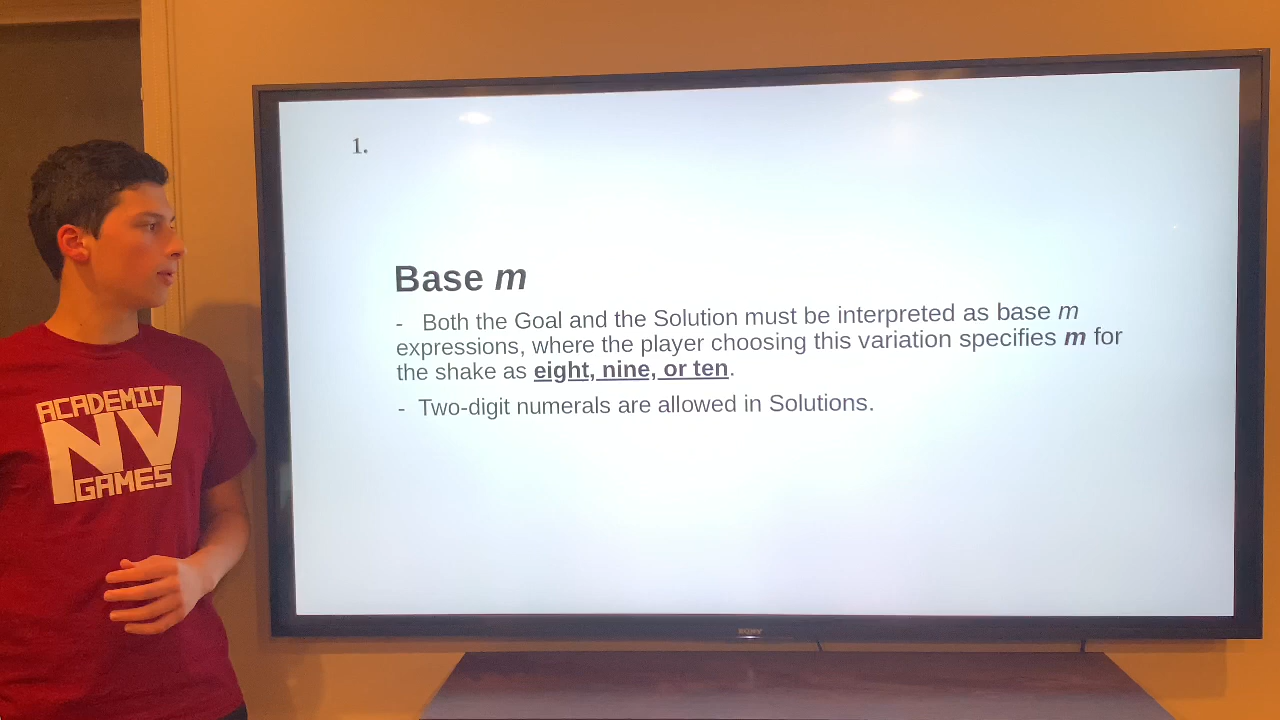 1.
Base m
- Both the Goal and the Solution must be interpreted as base m
expressions, where the player choosing this variation specifies m for
the shake as eight, nine, or ten.
- Two-digit numerals are allowed in Solutions.
ACADEMIC
NV
GAMES
SONY